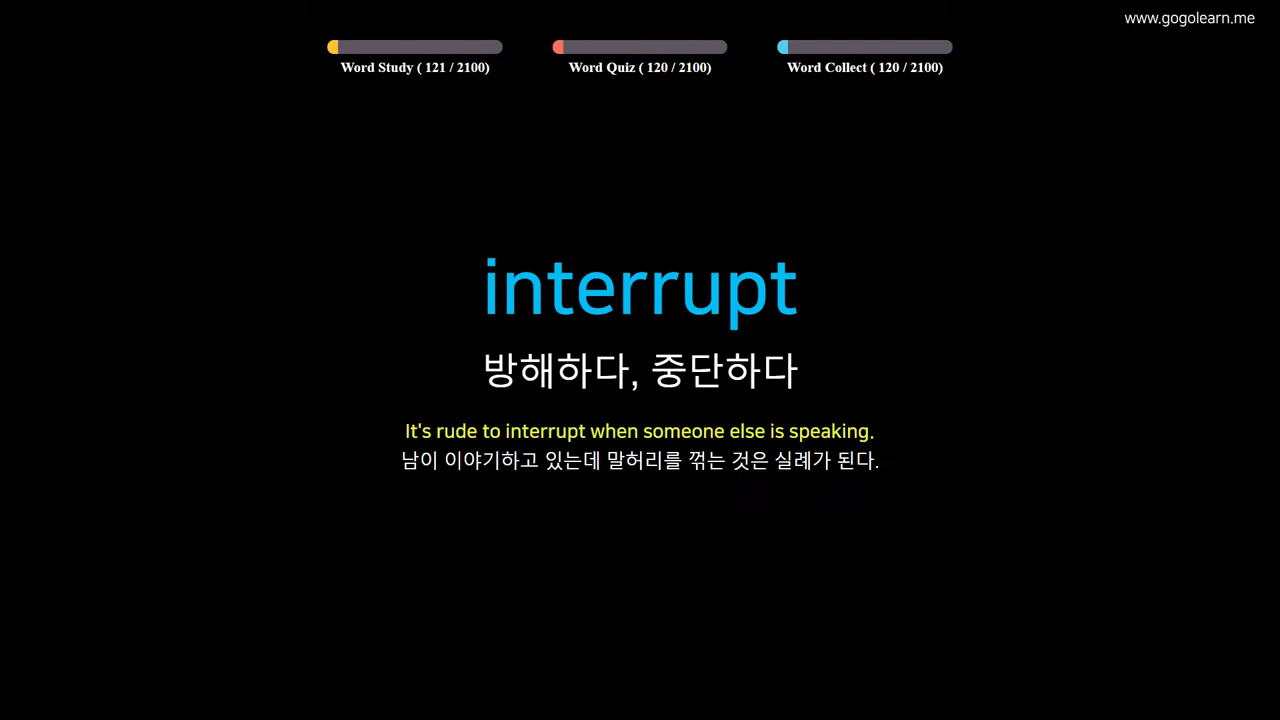 www.gogolearn.me
Word Study ( 121 / 2100)
Word Quiz ( 120 / 2100)
Word Collect ( 120 / 2100)
interrupt
방해하다, 중단하다
It's rude to interrupt when someone else is speaking.
남이 이야기하고 있는데 말허리를 꺾는 것은 실례가 된다.